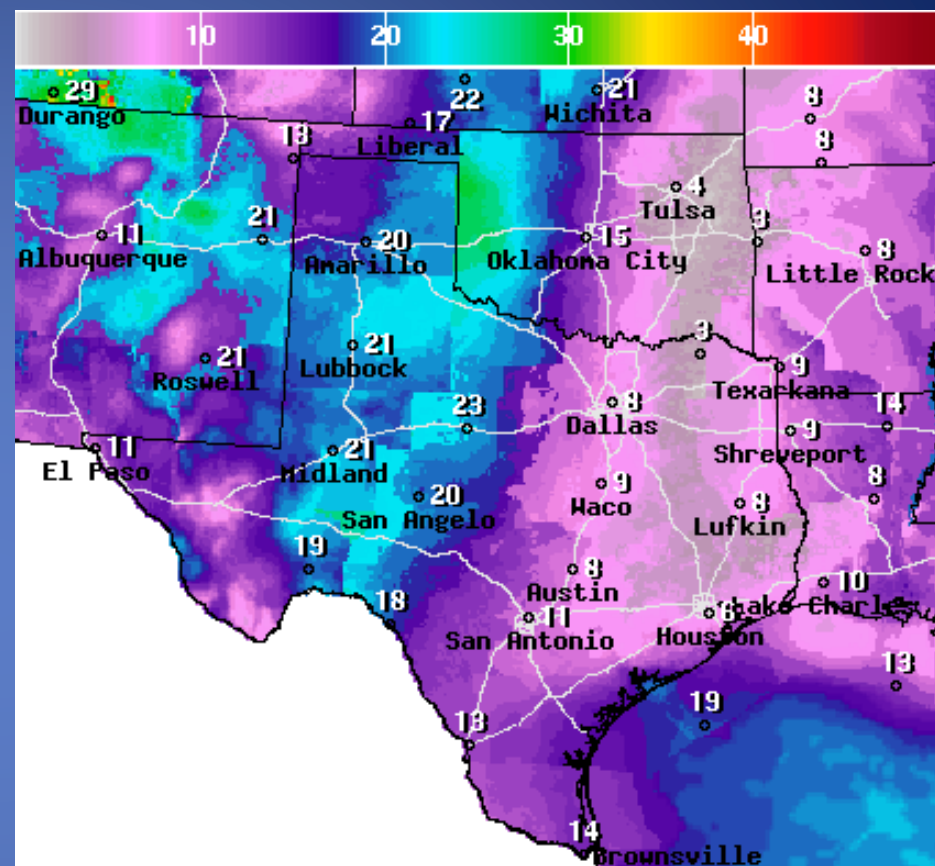 10 20 30 40
29
Durango
22
21
Wichita
8
17
Liberal
13
8
4
Tulsa
21
11
Albuquerque
20
Amarillo
15
Oklahoma City
3
8
Little Rock
21
Roswell
21
Lubbock
3
9
Texarkana
23
8
Dallas
14
9
Shreveport
11
El Paso
21
Midland
20
San Angelo
9
Waco
8
Lufkin
8
19
8
Austin
10
Lake Charles
18
11
San Antonio
6
Houston
13
19
13
14
Brownsville